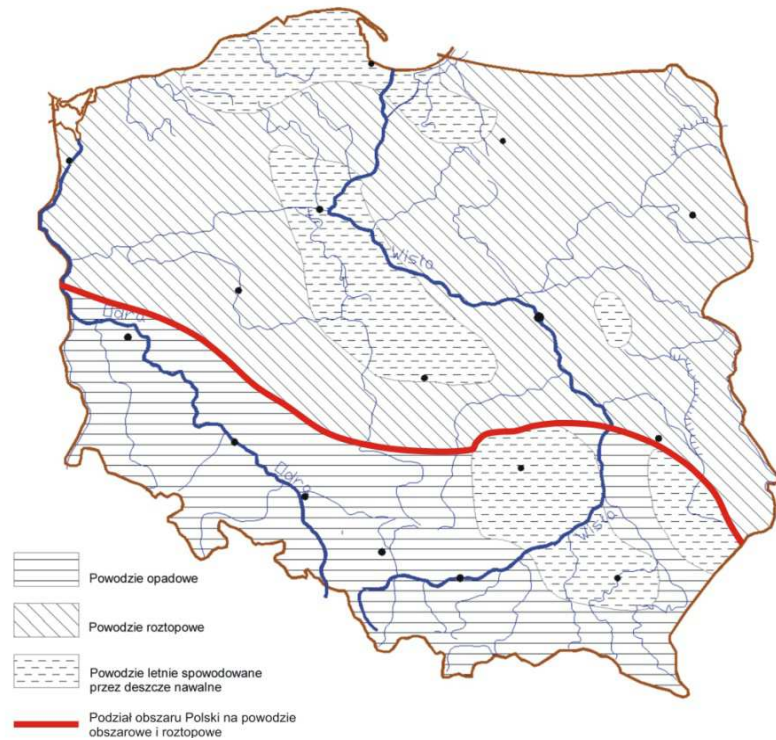 Wisła
Odra
Odra
Wisła
Powodzie opadowe
Powodzie roztopowe
Powodzie letnie spowodowane
przez deszcze nawalne
Podział obszaru Polski na powodzie
obszarowe i roztopowe